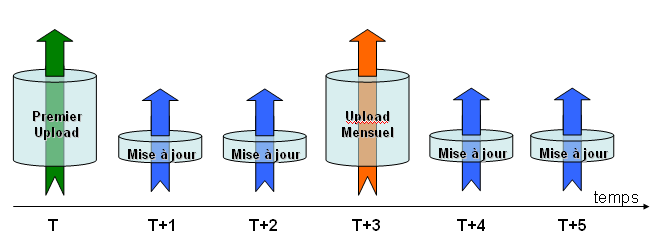 Premier
Upload
Mise à jour
Mise à jour
Upload
Mensuel
Mise à jour
Mise à jour
temps
T
T+1
T+2
T+3
T+4
T+5